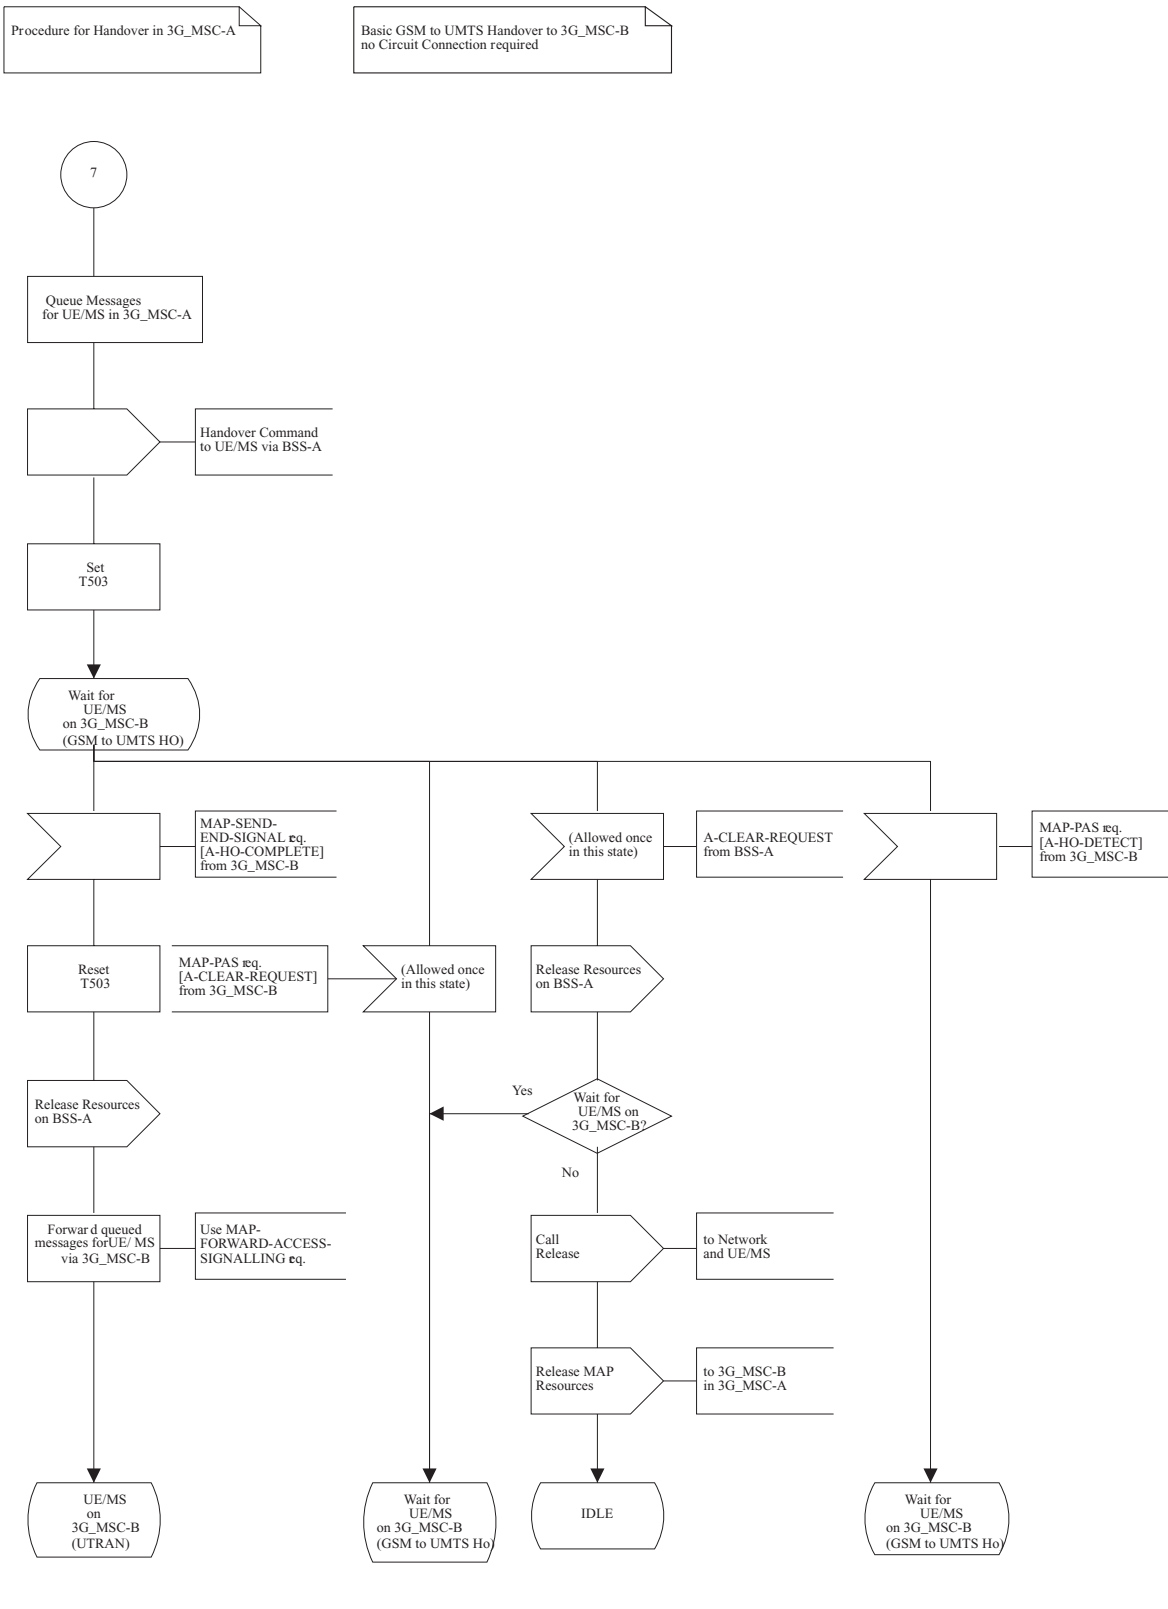 Procedure for Handover in 3G_MSC-A
Basic GSM to UMTS Handover to 3G_MSC-B
no Circuit Connection required
7
Queue Messages
for UE/MS in 3G_MSC-A
Handover Command
to UE/MS via BSS-A
Set
T503
Wait for
UE/MS
on 3G_MSC-B
(GSM to UMTS HO)
MAP-SEND-
END-SIGNAL req.
[A-HO-COMPLETE]
from 3G_MSC-B
(Allowed once
in this state)
A-CLEAR-REQUEST
from BSS-A
MAP-PAS req.
[A-HO-DETECT]
from 3G_MSC-B
Reset
T503
MAP-PAS req.
[A-CLEAR-REQUEST]
from 3G_MSC-B
(Allowed once
in this state)
Release Resources
on BSS-A
Release Resources
on BSS-A
Yes
Wait for
UE/MS on
3G_MSC-B?
No
Forward queued
messages forUE/ MS
via 3G_MSC-B
Use MAP-
FORWARD-ACCESS-
SIGNALLING req.
Call
Release
to Network
and UE/MS
Release MAP
Resources
to 3G_MSC-B
in 3G_MSC-A
UE/MS
on
3G_MSC-B
(UTRAN)
Wait for
UE/MS
on 3G_MSC-B
(GSM to UMTS Ho)
IDLE
Wait for
UE/MS
on 3G_MSC-B
(GSM to UMTS Ho)